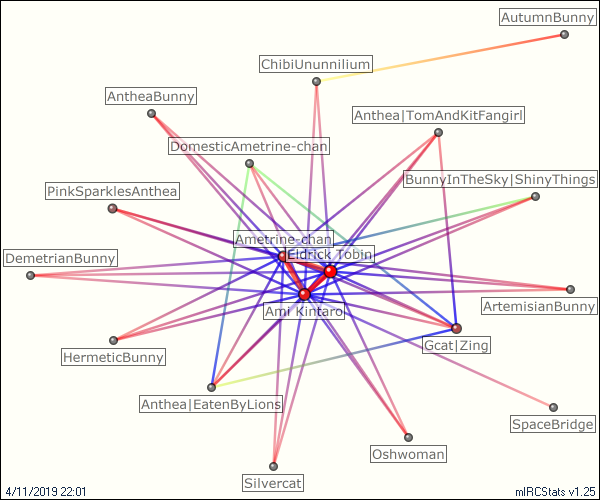 AutumnBunny
ChibiUnunnilium
AntheaBunny
Anthea|TomAndKitFangirl
DomesticAmetrine-chan
BunnyInTheSky|ShinyThings
PinkSparklesAnthea
Ametrine-chan
Eldrick Tobin
DemetrianBunny
ArtemisianBunny
Ami Kintaro
Gcat|Zing
HermeticBunny
Anthea|EatenByLions
SpaceBridge
Oshwoman
Silvercat
4/11/2019 22:01
mIRCStats v1.25